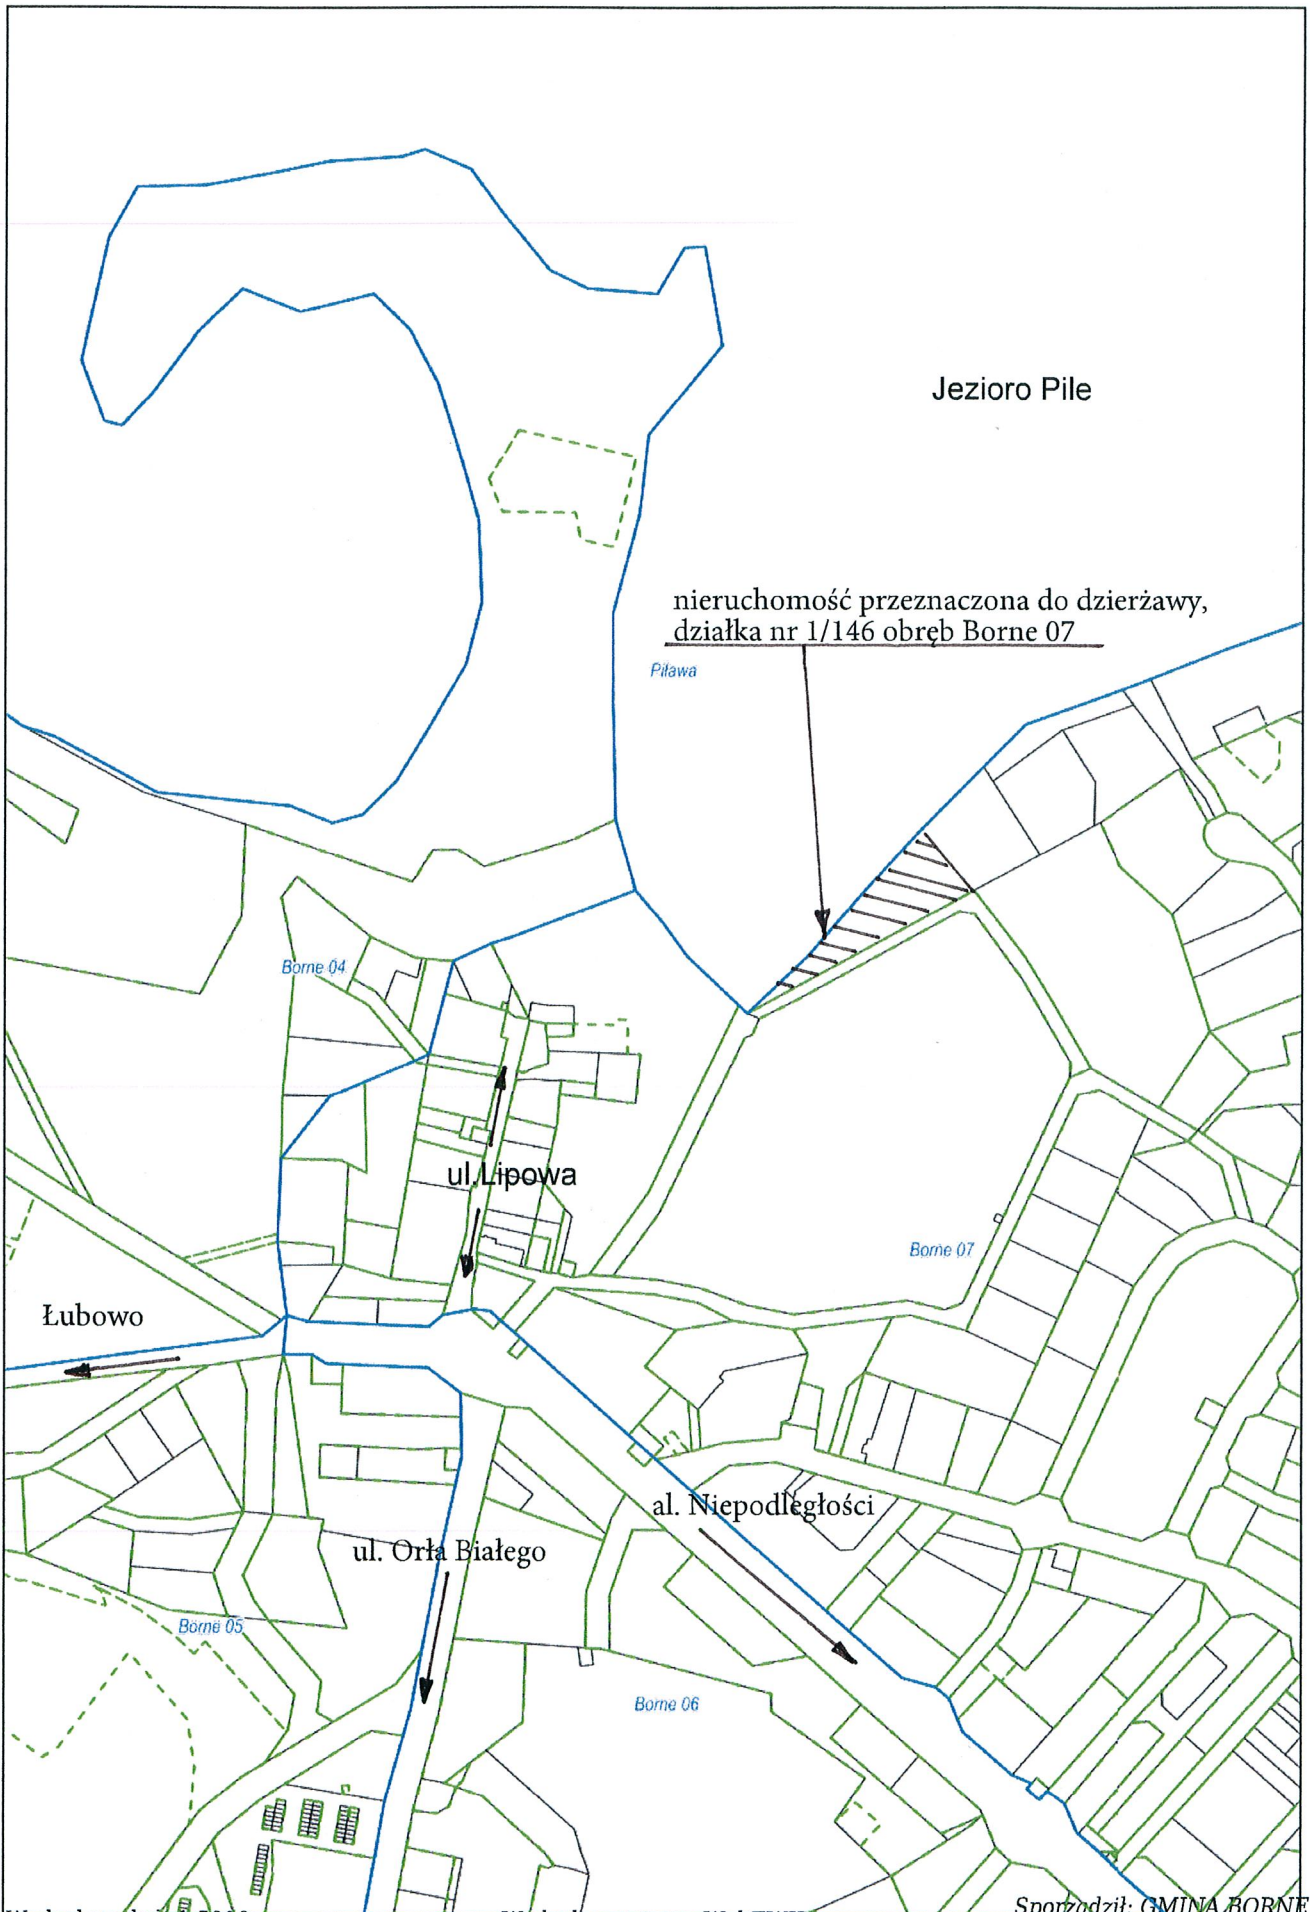 Jezioro Pile
nieruchomość przeznaczona do dzierżawy,
działka nr 1/146 obręb Borne 07
Piława
Borne 04
ul.Lipowa
Borne 07
Łubowo
al. Niepodległości
ul. Orła Białego
Borne 05
Borne 06
Sporządził: GMINA BORNE